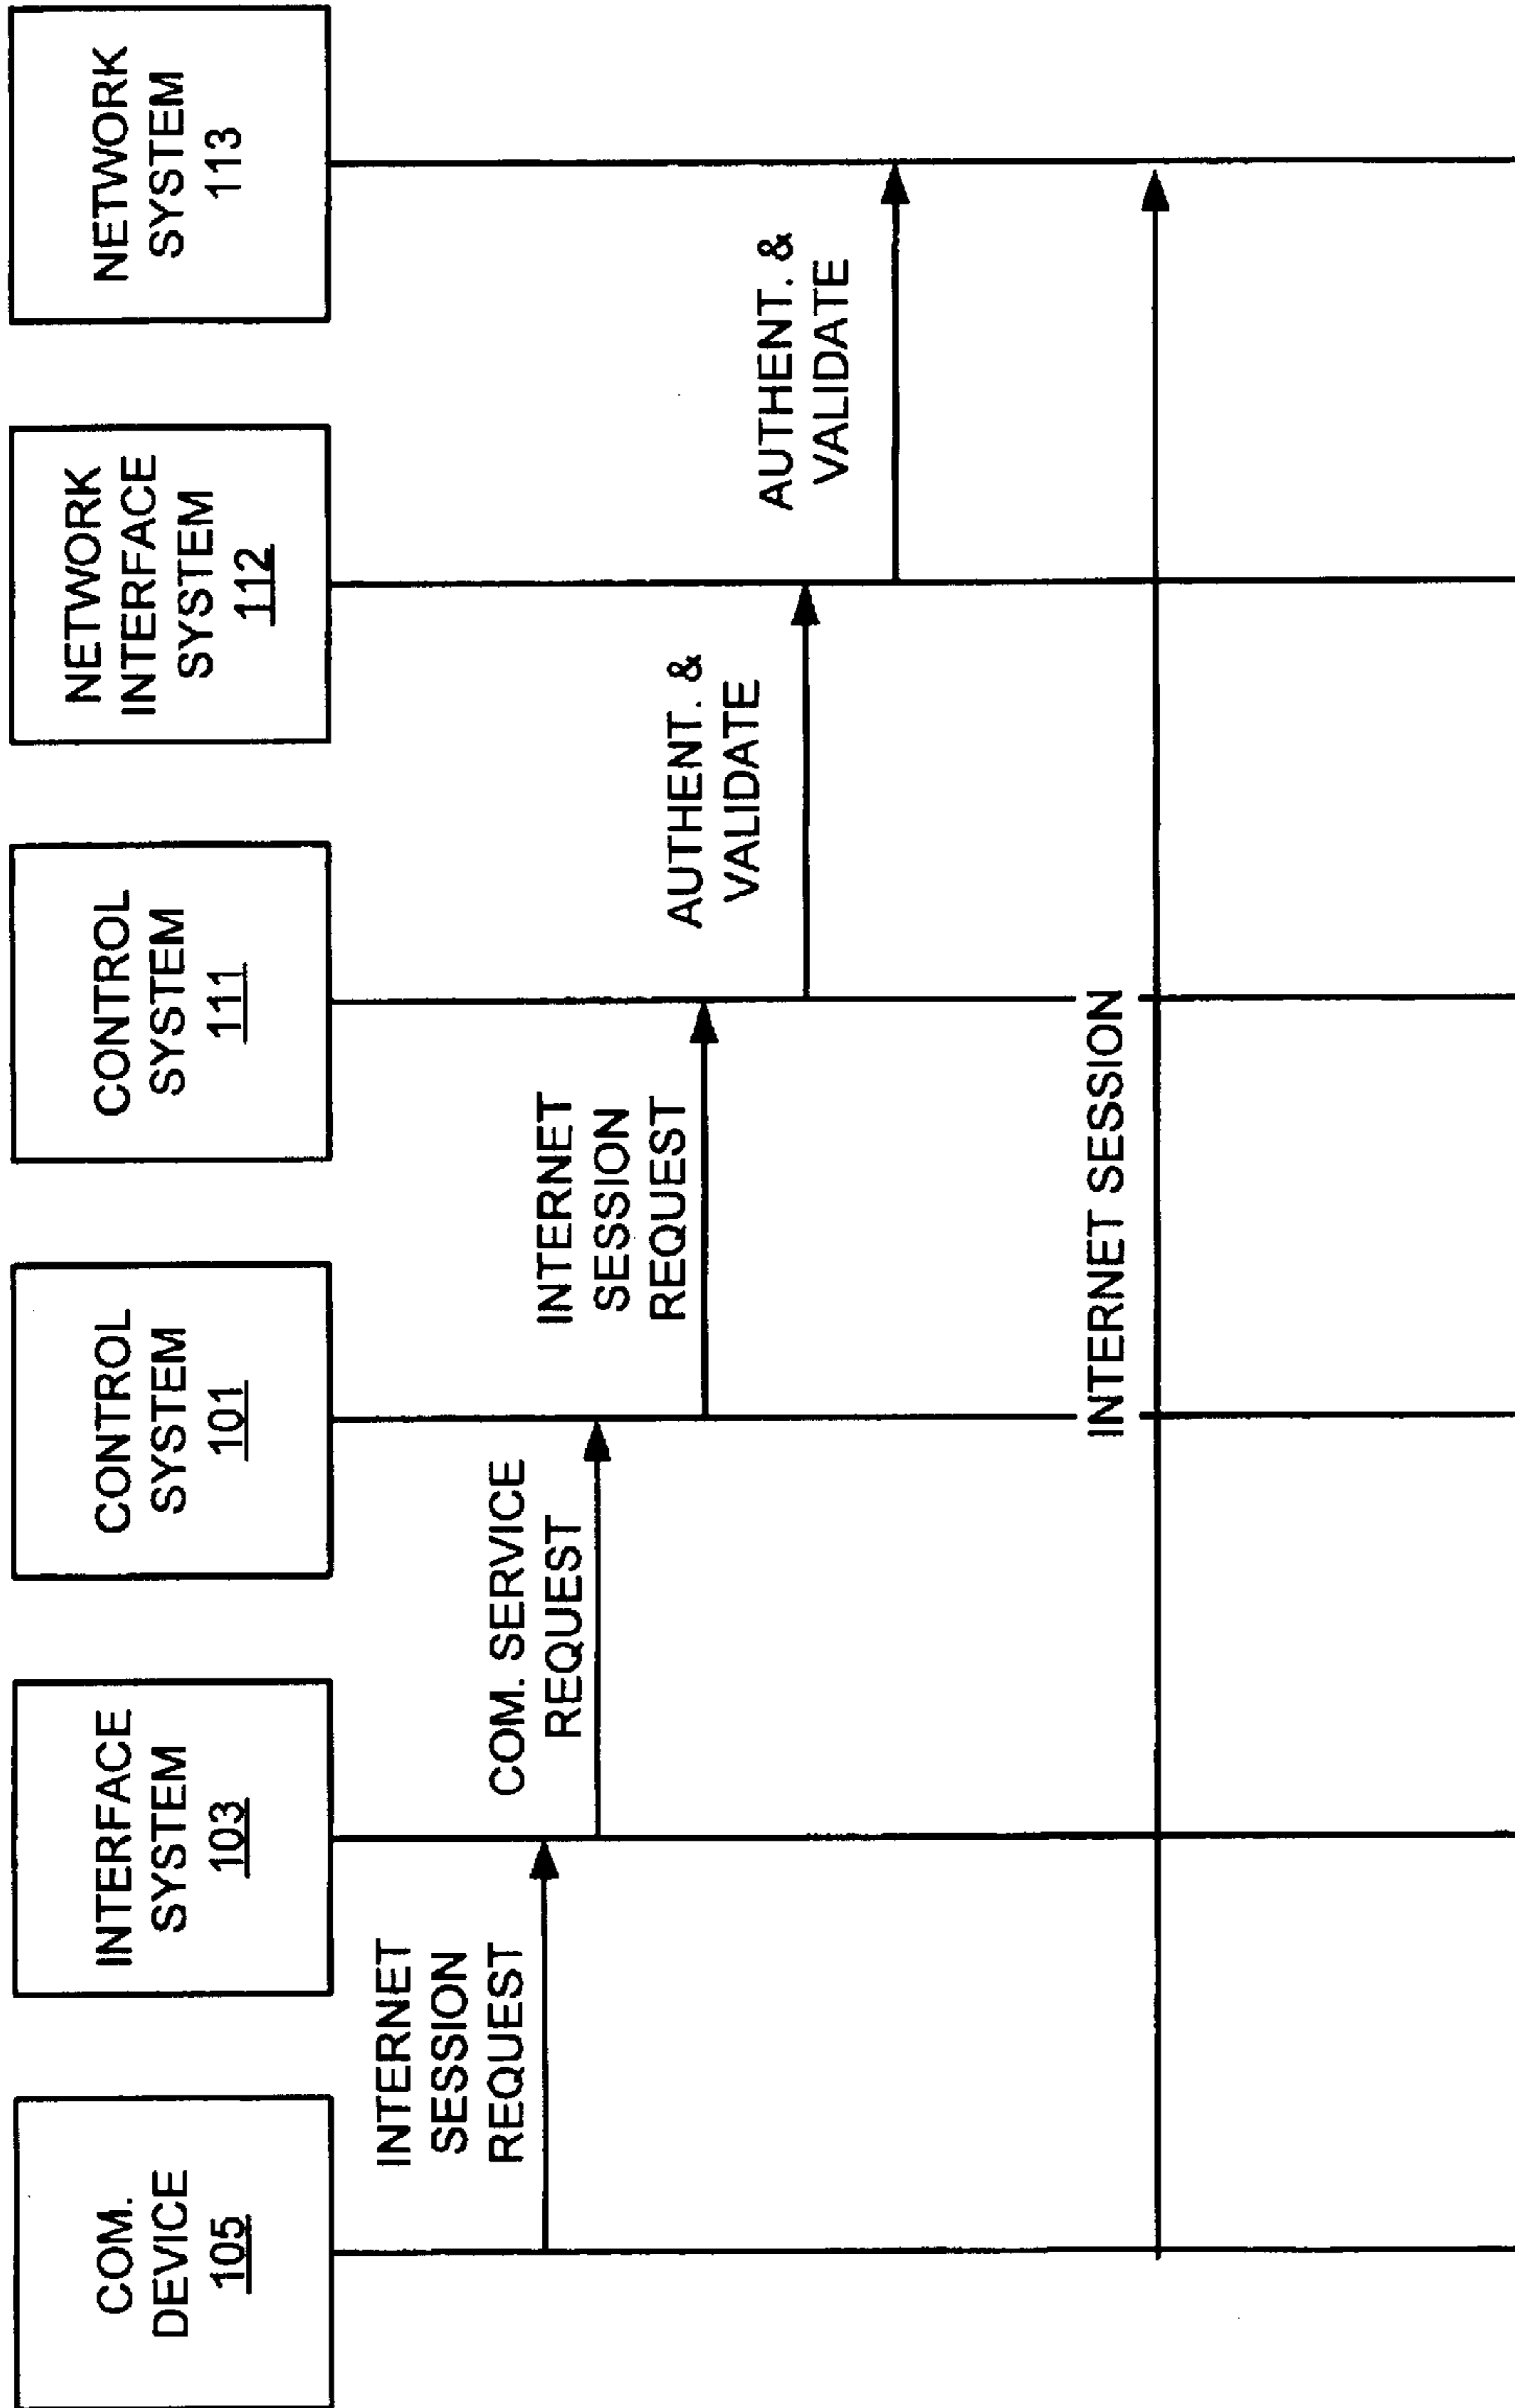 COM.
DEVICE
105
INTERFACE
SYSTEM
103
CONTROL
SYSTEM
101
CONTROL
SYSTEM
111
NETWORK
INTERFACE
SYSTEM
112
NETWORK
SYSTEM
113
INTERNET
SESSION
REQUEST
COM. SERVICE
REQUEST
INTERNET
SESSION
REQUEST
AUTHENT. &
VALIDATE
AUTHENT. &
VALIDATE
INTERNET SESSION